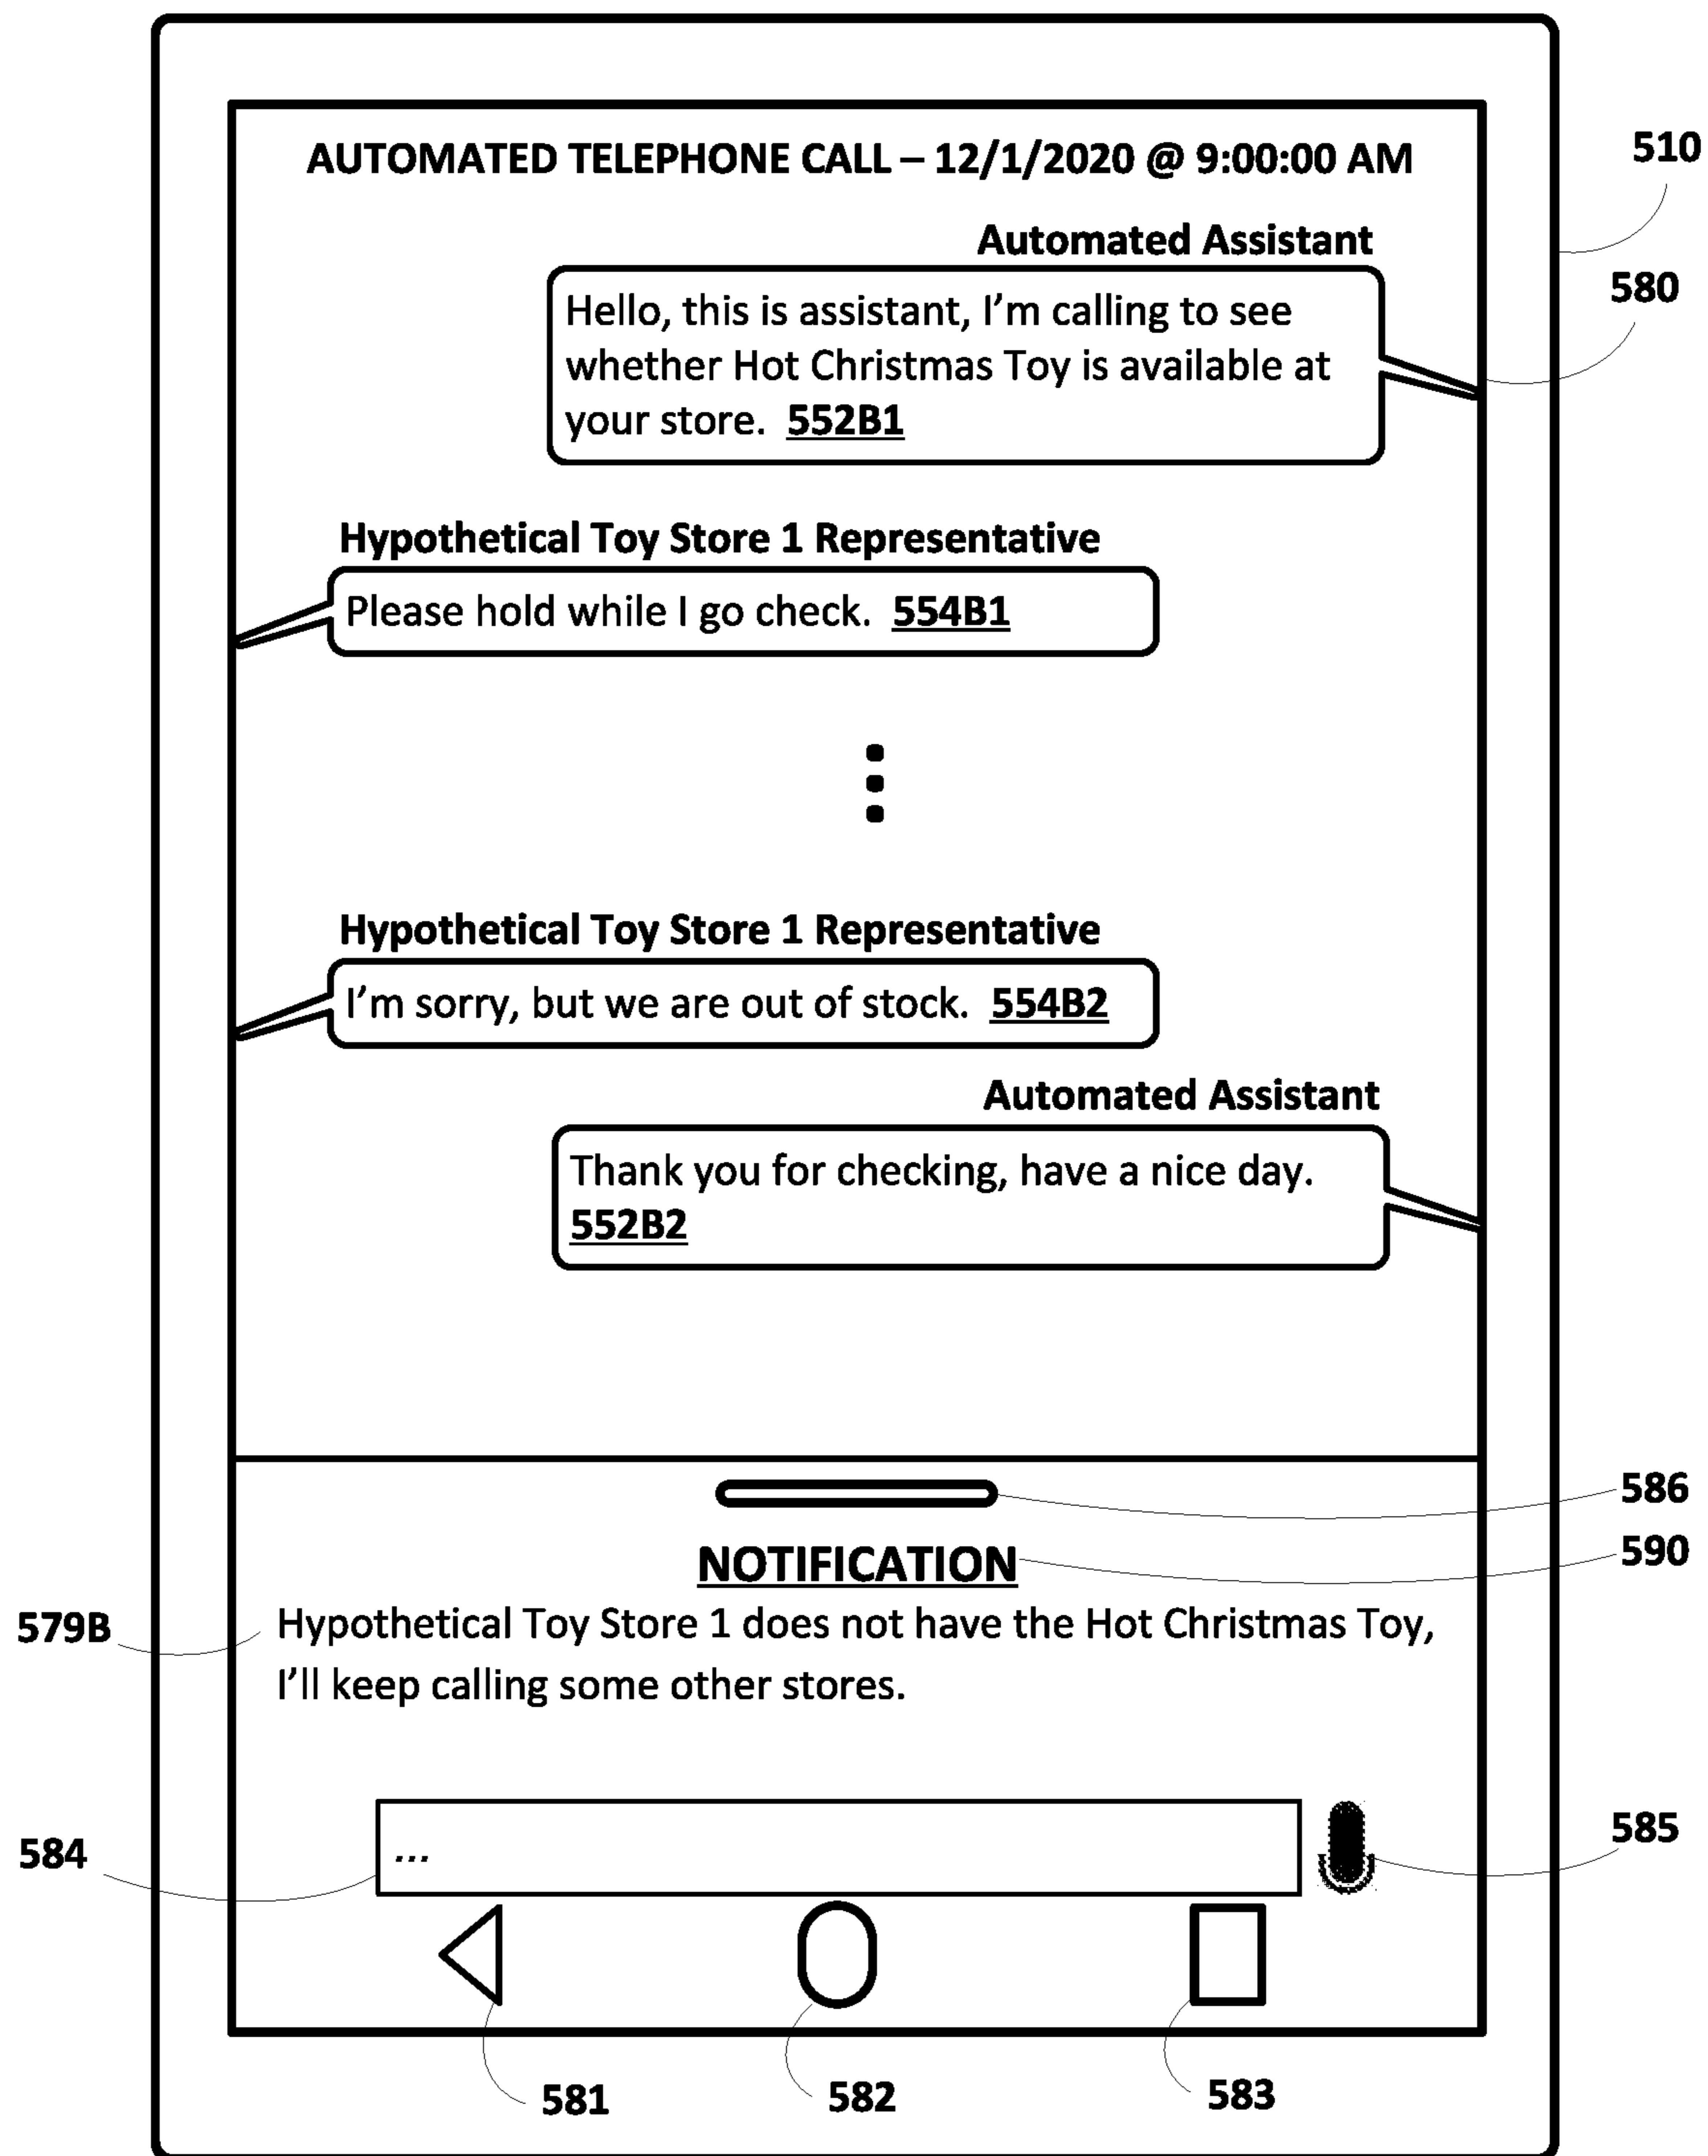 AUTOMATED TELEPHONE CALL – 12/1/2020 @ 9:00:00 AM
510
Automated Assistant
580
Hello, this is assistant, I'm calling to see
whether Hot Christmas Toy is available at
your store. 552B1
Hypothetical Toy Store 1 Representative
Please hold while I go check. 554B1
Hypothetical Toy Store 1 Representative
I'm sorry, but we are out of stock. 554B2
Automated Assistant
Thank you for checking, have a nice day.
552B2
586
NOTIFICATION
590
579B
Hypothetical Toy Store 1 does not have the Hot Christmas Toy,
I'll keep calling some other stores.
584
...
585
581
582
583